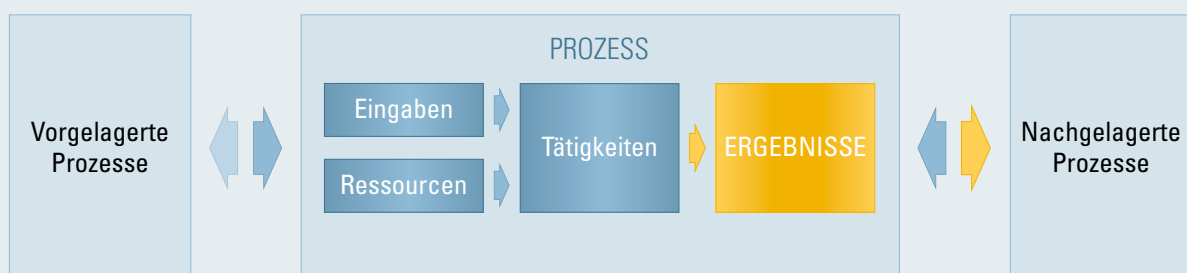 PROZESS
Vorgelagerte
Prozesse
Eingaben
Ressourcen
Tätigkeiten
ERGEBNISSE
Nachgelagerte
Prozesse